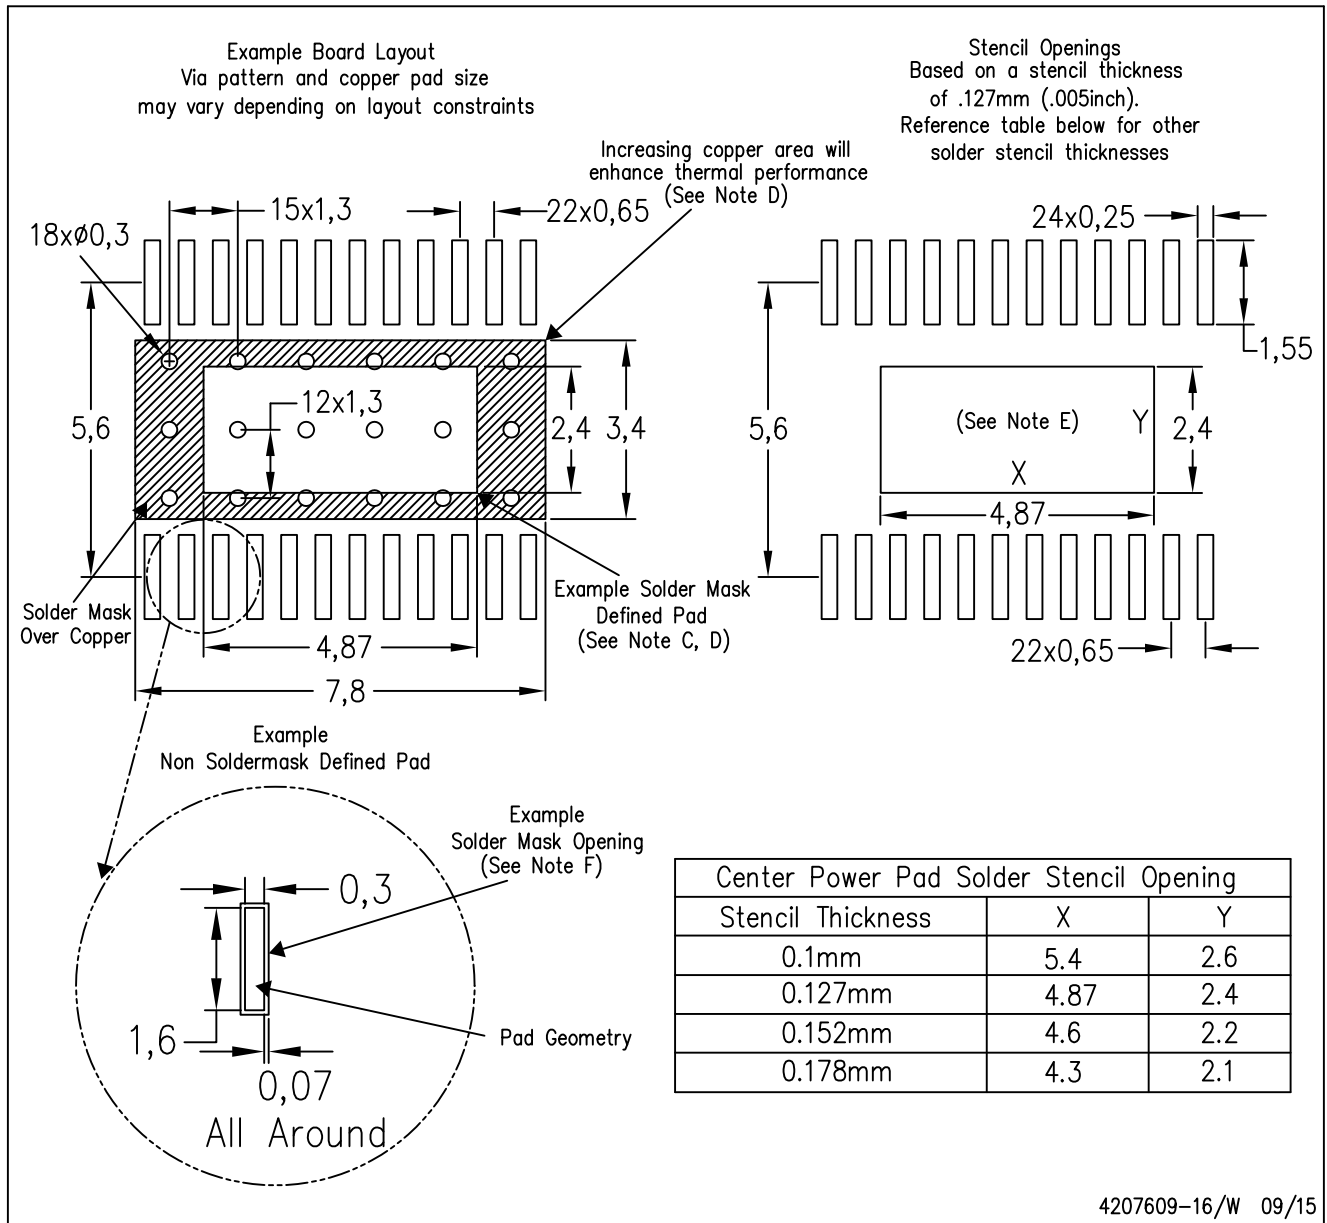 Example Board Layout
Via pattern and copper pad size
may vary depending on layout constraints
Stencil Openings
Based on a stencil thickness
of .127mm (.005inch).
Reference table below for other
solder stencil thicknesses
Increasing copper area will
enhance thermal performance
(See Note D)
15x1,3
22x0,65
18xø0,3
12x1,3
5,6
2,4
3,4
Solder Mask
Over Copper
Example Solder Mask
Defined Pad
(See Note C, D)
4,87
7,8
24x0,25
1,55
5,6
(See Note E)
Y
X
2,4
4,87
22x0,65
Example
Non Soldermask Defined Pad
Example
Solder Mask Opening
(See Note F)
0,3
1,6
Pad Geometry
0,07
All Around
Center Power Pad Solder Stencil Opening
Stencil Thickness X Y
0.1mm 5.4 2.6
0.127mm 4.87 2.4
0.152mm 4.6 2.2
0.178mm 4.3 2.1
4207609-16/W 09/15